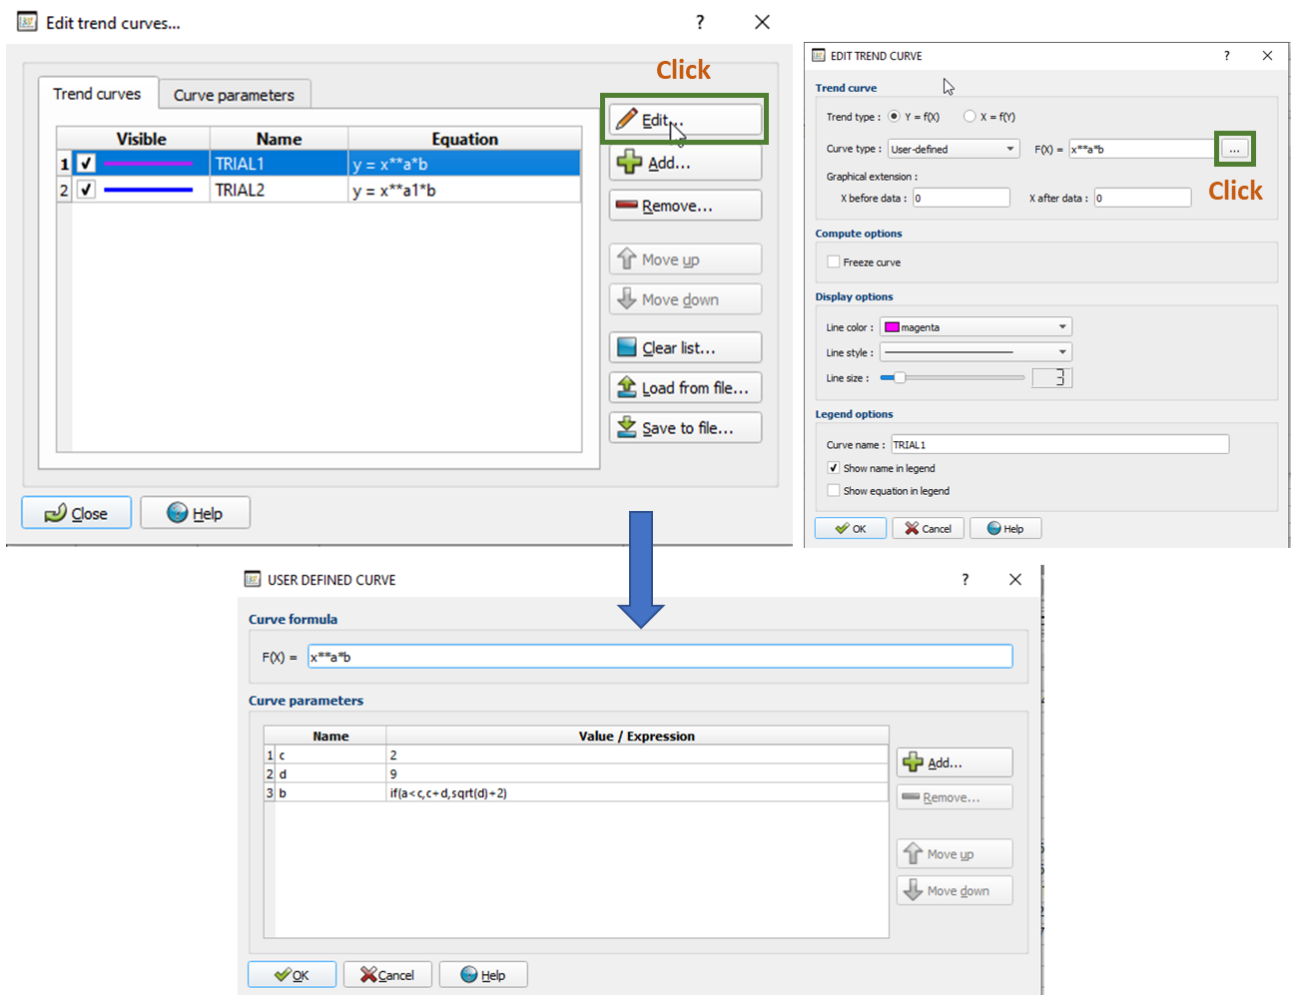 Edit trend curves...
Click
Trend curves
Curve parameters
Visible Name Equation
1 TRIAL1 y = x**a*b
2 TRIAL2 y = x**a1*b
Edit...
Add...
Remove...
Move up
Move down
Clear list...
Load from file...
Save to file...
Close
Help
EDIT TREND CURVE
Trend curve
Trend type : Y = f(X) X = f(Y)
Curve type : User-defined F(X) = x**a*b ...
Click
Graphical extension :
X before data : 0 X after data : 0
Compute options
Freeze curve
Display options
Line color : magenta
Line style :
Line size : 3
Legend options
Curve name : TRIAL1
Show name in legend
Show equation in legend
OK Cancel Help
USER DEFINED CURVE
Curve formula
F(X) = x**a*b
Curve parameters
Name Value / Expression
1 c 2
2 d 9
3 b if(a<c,c+d,sqrt(d)+2)
Add...
Remove...
Move up
Move down
OK Cancel Help